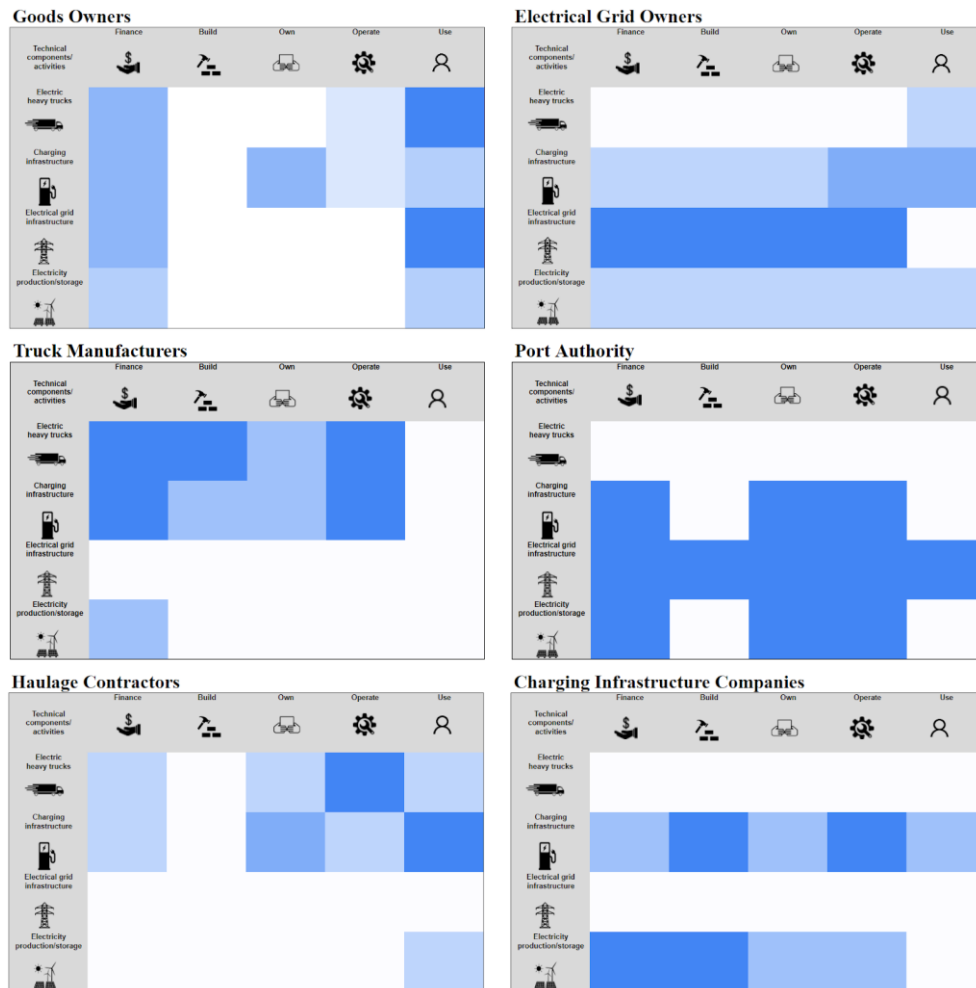 Goods Owners
Finance Build Own Operate Use
Technical
components/
activities
$
Electric
heavy trucks
Charging
infrastructure
Electrical grid
infrastructure
Electricity
production/storage
Electrical Grid Owners
Finance Build Own Operate Use
Technical
components/
activities
$
Electric
heavy trucks
Charging
infrastructure
Electrical grid
infrastructure
Electricity
production/storage
Truck Manufacturers
Finance Build Own Operate Use
Technical
components/
activities
$
Electric
heavy trucks
Charging
infrastructure
Electrical grid
infrastructure
Electricity
production/storage
Port Authority
Finance Build Own Operate Use
Technical
components/
activities
$
Electric
heavy trucks
Charging
infrastructure
Electrical grid
infrastructure
Electricity
production/storage
Haulage Contractors
Finance Build Own Operate Use
Technical
components/
activities
$
Electric
heavy trucks
Charging
infrastructure
Electrical grid
infrastructure
Electricity
production/storage
Charging Infrastructure Companies
Finance Build Own Operate Use
Technical
components/
activities
$
Electric
heavy trucks
Charging
infrastructure
Electrical grid
infrastructure
Electricity
production/storage